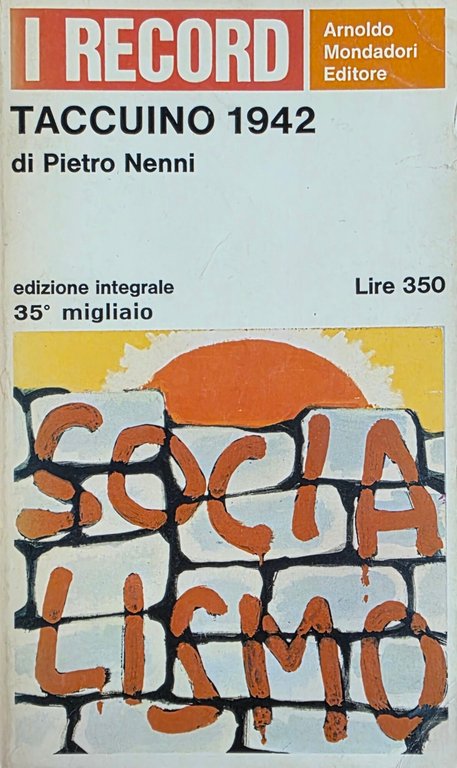 I RECORD
Arnoldo
Mondadori
Editore
TACCUINO 1942
di Pietro Nenni
edizione integrale
Lire 350
35° migliaio
SOCIA
LISMO